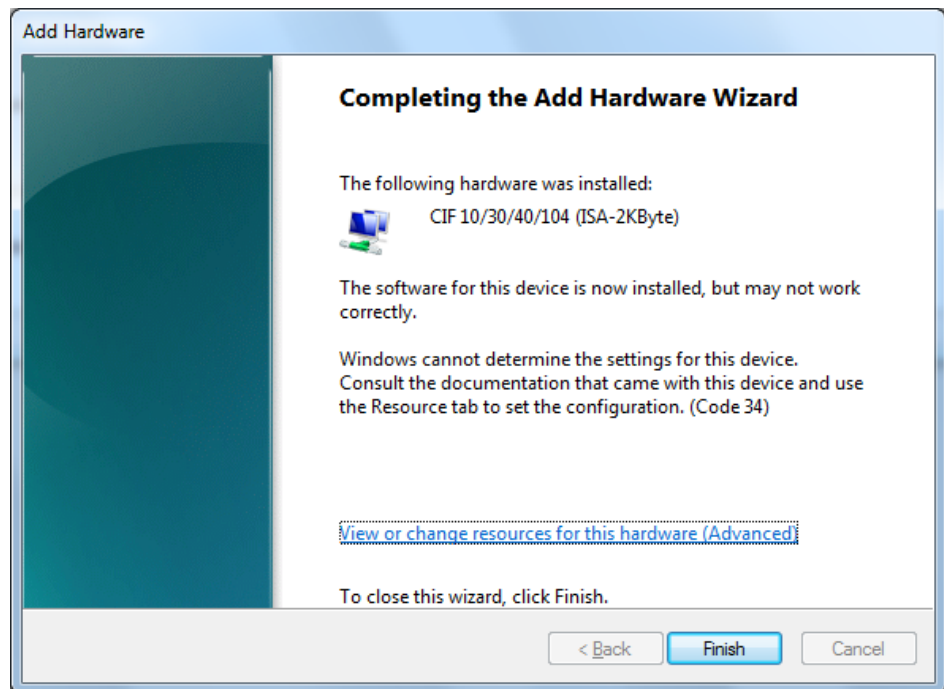 Add Hardware
Completing the Add Hardware Wizard
The following hardware was installed:
CIF 10/30/40/104 (ISA-2KByte)
The software for this device is now installed, but may not work
correctly.
Windows cannot determine the settings for this device.
Consult the documentation that came with this device and use
the Resource tab to set the configuration. (Code 34)
View or change resources for this hardware (Advanced)
To close this wizard, click Finish.
< Back Finish Cancel